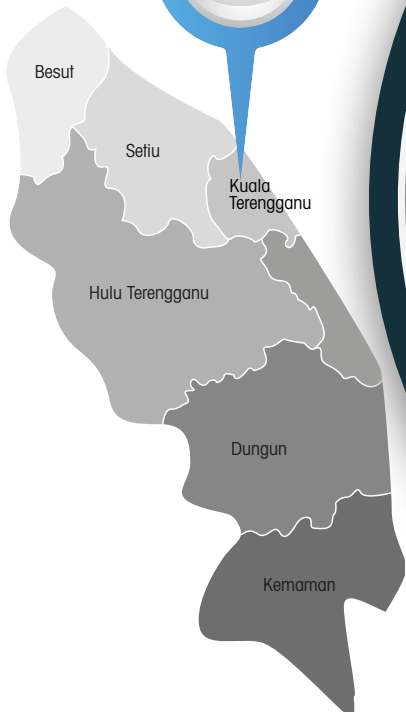 Besut
Setiu
Kuala
Terengganu
Hulu Terengganu
Dungun
Kemaman